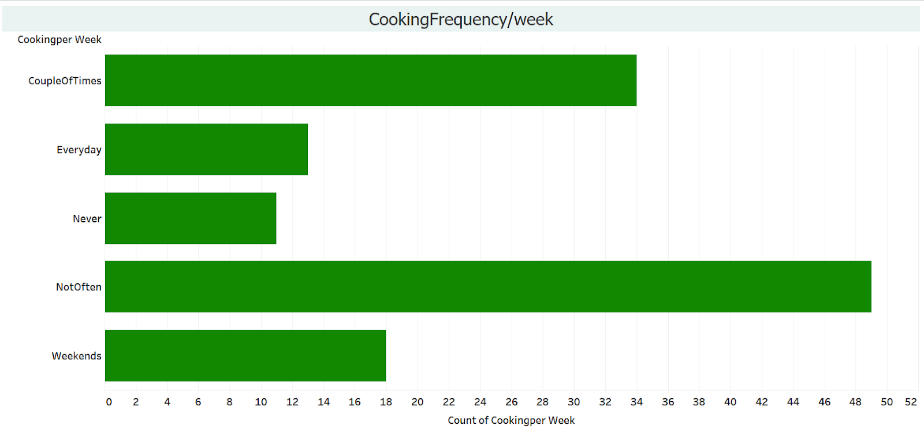 CookingFrequency/week
Cookingper Week
CoupleOfTimes
Everyday
Never
NotOften
Weekends
0 2 4 6 8 10 12 14 16 18 20 22 24 26 28 30 32 34 36 38 40 42 44 46 48 50 52
Count of Cookingper Week